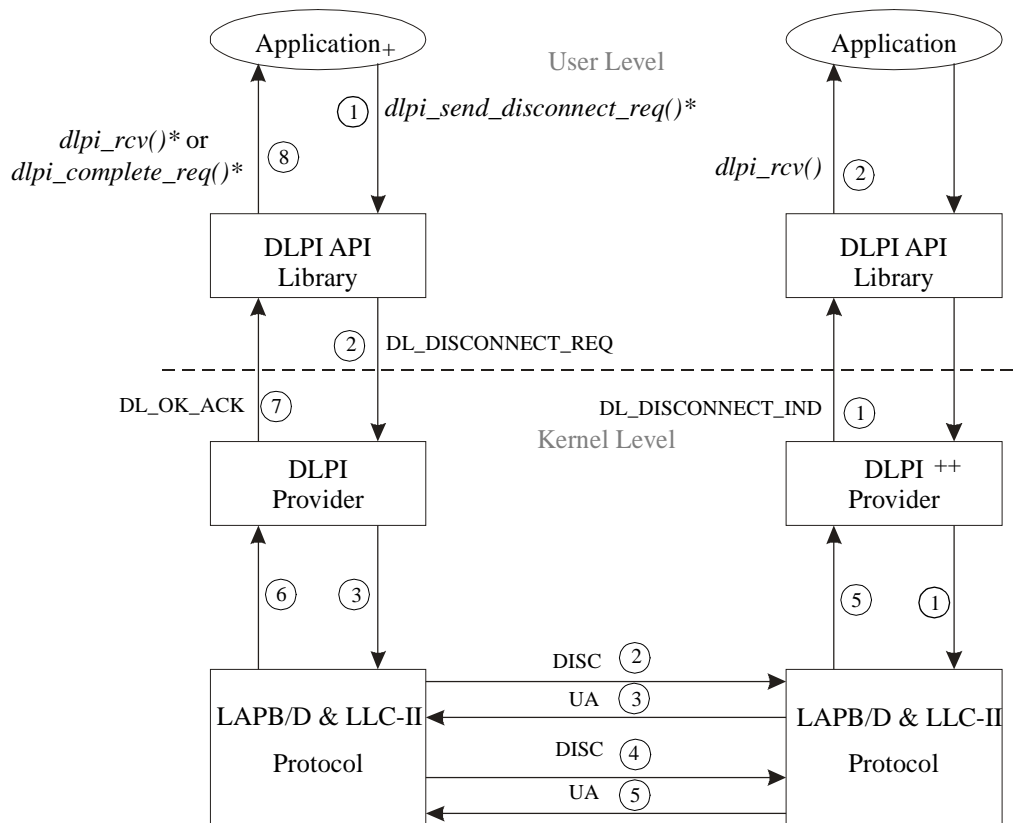 Application+
Application
User Level
1
dlpi_send_disconnect_req()*
dlpi_rcv()* or
dlpi_complete_req()*
8
dlpi_rcv()
2
DLPI API
Library
DLPI API
Library
2
DL_DISCONNECT_REQ
DL_OK_ACK
7
DL_DISCONNECT_IND
1
Kernel Level
DLPI
Provider
DLPI ++
Provider
6
3
5
1
DISC
2
UA
3
LAPB/D & LLC-II
Protocol
LAPB/D & LLC-II
Protocol
DISC
4
UA
5